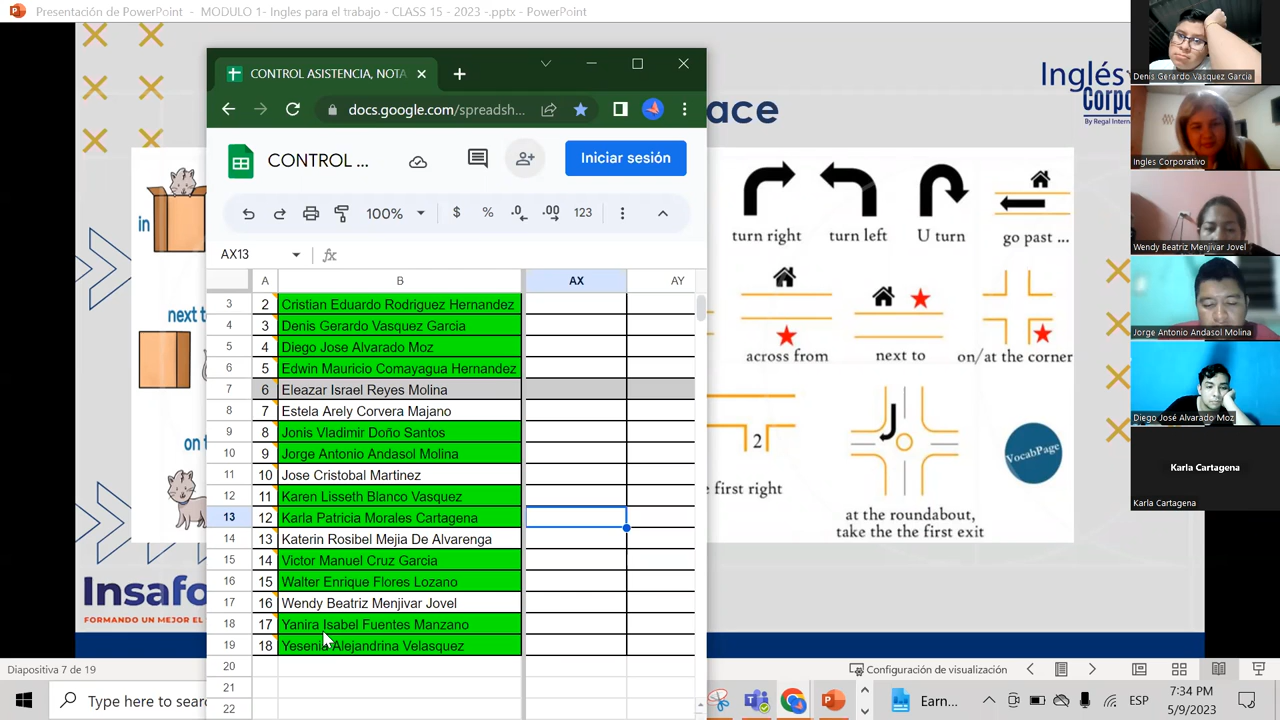 Presentación de PowerPoint - MODULO 1- Ingles para el trabajo - CLASS 15 - 2023 -.pptx - PowerPoint
CONTROL ASISTENCIA, NOTA
docs.google.com/spreadsh...
CONTROL ...
Iniciar sesión
100%
$ % .0 .00 123
AX13
fx
A B AX AY
3 2 Cristian Eduardo Rodriguez Hernandez
4 3 Denis Gerardo Vasquez Garcia
5 4 Diego Jose Alvarado Moz
6 5 Edwin Mauricio Comayagua Hernandez
7 6 Eleazar Israel Reyes Molina
8 7 Estela Arely Corvera Majano
9 8 Jonis Vladimir Doño Santos
10 9 Jorge Antonio Andasol Molina
11 10 Jose Cristobal Martinez
12 11 Karen Lisseth Blanco Vasquez
13 12 Karla Patricia Morales Cartagena
14 13 Katerin Rosibel Mejia De Alvarenga
15 14 Victor Manuel Cruz Garcia
16 15 Walter Enrique Flores Lozano
17 16 Wendy Beatriz Menjivar Jovel
18 17 Yanira Isabel Fuentes Manzano
19 18 Yesenia Alejandrina Velasquez
20
21
22
ace
Inglés
Corpo
By Regal Intern
in
next t
on t
turn right turn left U turn go past ...
across from next to on/at the corner
2
first right
at the roundabout,
take the the first exit
VocabPage
Insafo
FORMANDO UN MEJOR
Denis Gerardo Vasquez Garcia
Ingles Corporativo
Wendy Beatriz Menjivar Jovel
Jorge Antonio Andasol Molina
Diego José Alvarado Moz
Karla Cartagena
Karla Cartagena
Diapositiva 7 de 19
Configuración de visualización
Type here to searc
Earn...
ESP
7:34 PM
5/9/2023